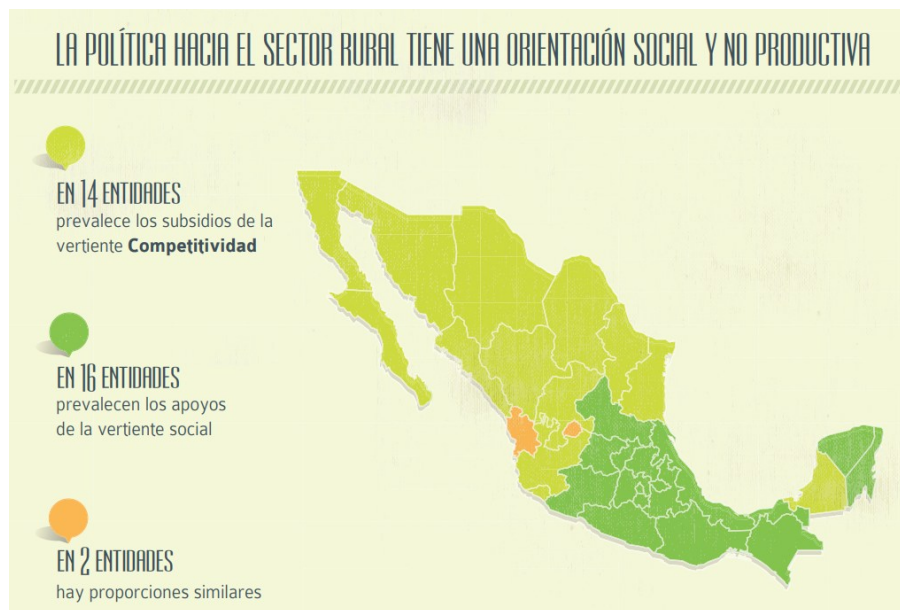 LA POLÍTICA HACIA EL SECTOR RURAL TIENE UNA ORIENTACIÓN SOCIAL Y NO PRODUCTIVA
EN 14 ENTIDADES
prevalece los subsidios de la
vertiente Competitividad
EN 16 ENTIDADES
prevalecen los apoyos
de la vertiente social
EN 2 ENTIDADES
hay proporciones similares